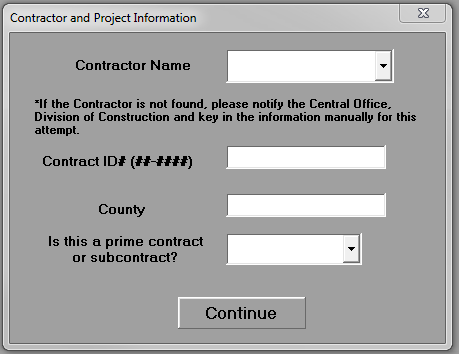 Contractor and Project Information
Contractor Name
*If the Contractor is not found, please notify the Central Office,
Division of Construction and key in the information manually for this
attempt.
Contract ID# (##-####)
County
Is this a prime contract
or subcontract?
Continue